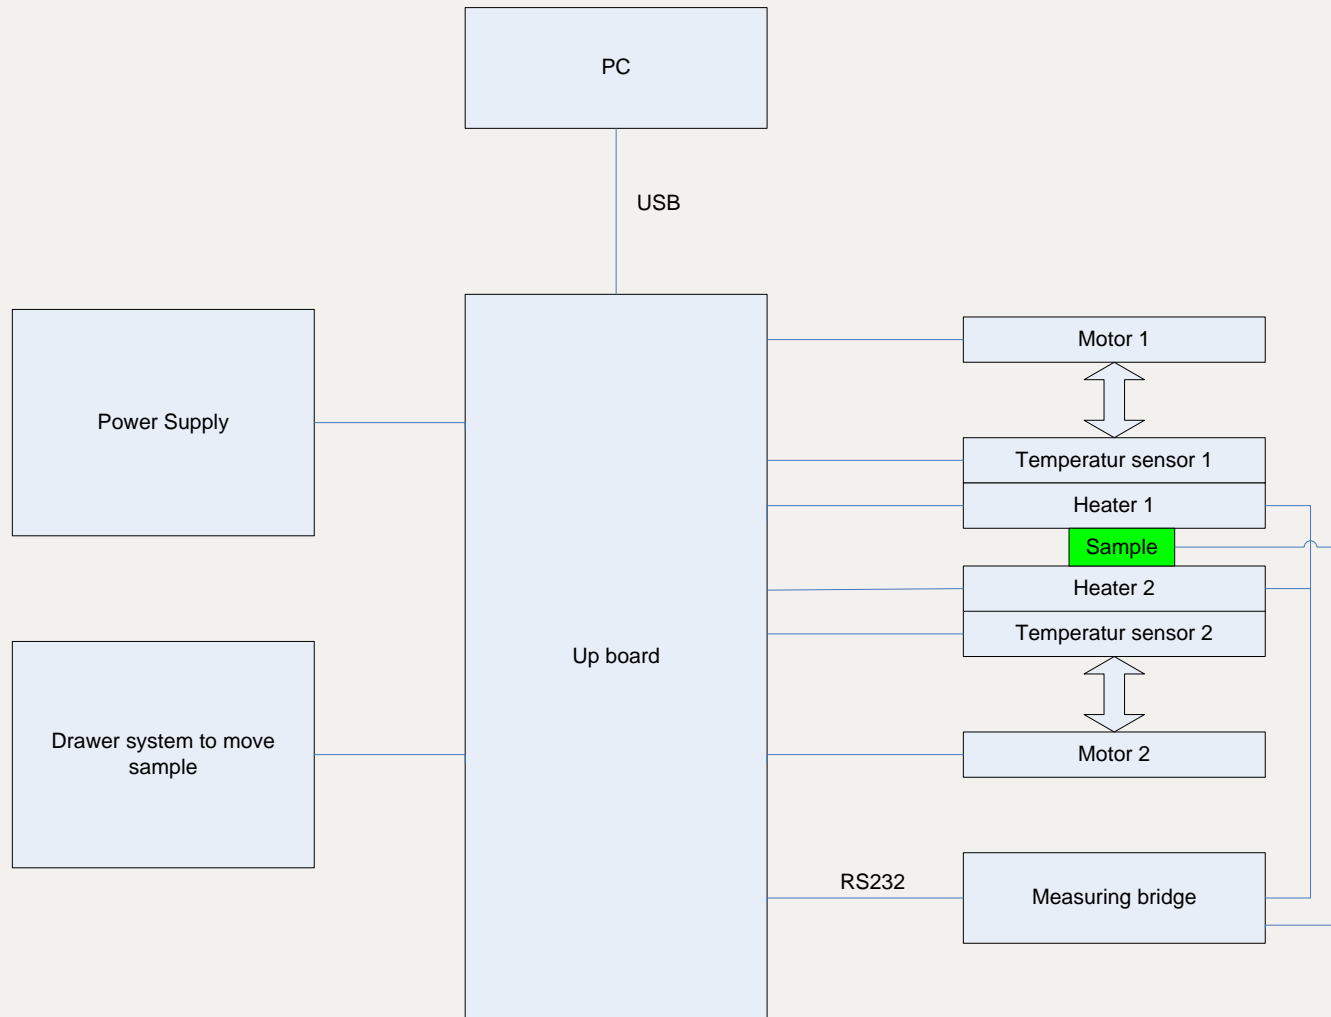 PC
USB
Power Supply
Drawer system to move
sample
Up board
Motor 1
Temperatur sensor 1
Heater 1
Sample
Heater 2
Temperatur sensor 2
Motor 2
RS232
Measuring bridge